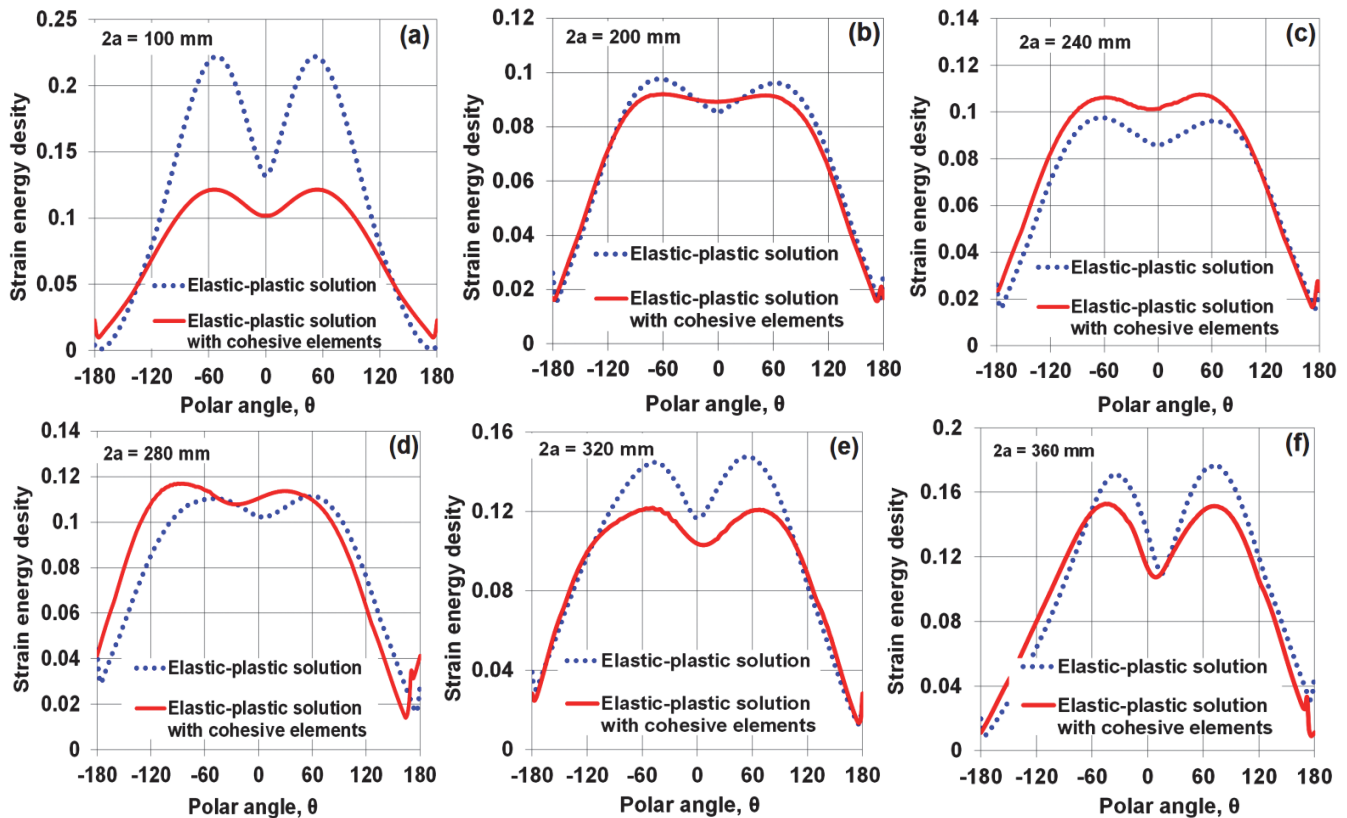 0.25
0.2
0.15
0.1
0.05
0
2a = 100 mm
(a)
Strain energy desity
Elastic-plastic solution
Elastic-plastic solution
with cohesive elements
-180 -120 -60 0 60 120 180
Polar angle, θ
0.12
0.1
0.08
0.06
0.04
0.02
0
2a = 200 mm
(b)
Strain energy desity
Elastic-plastic solution
Elastic-plastic solution
with cohesive elements
-180 -120 -60 0 60 120 180
Polar angle, θ
0.14
0.12
0.1
0.08
0.06
0.04
0.02
0
2a = 240 mm
(c)
Strain energy desity
Elastic-plastic solution
Elastic-plastic solution
with cohesive elements
-180 -120 -60 0 60 120 180
Polar angle, θ
0.14
0.12
0.1
0.08
0.06
0.04
0.02
0
2a = 280 mm
(d)
Strain energy desity
Elastic-plastic solution
Elastic-plastic solution
with cohesive elements
-180 -120 -60 0 60 120 180
Polar angle, θ
0.16
0.12
0.08
0.04
0
2a = 320 mm
(e)
Strain energy desity
Elastic-plastic solution
Elastic-plastic solution
with cohesive elements
-180 -120 -60 0 60 120 180
Polar angle, θ
0.2
0.16
0.12
0.08
0.04
0
2a = 360 mm
(f)
Strain energy desity
Elastic-plastic solution
Elastic-plastic solution
with cohesive elements
-180 -120 -60 0 60 120 180
Polar angle, θ